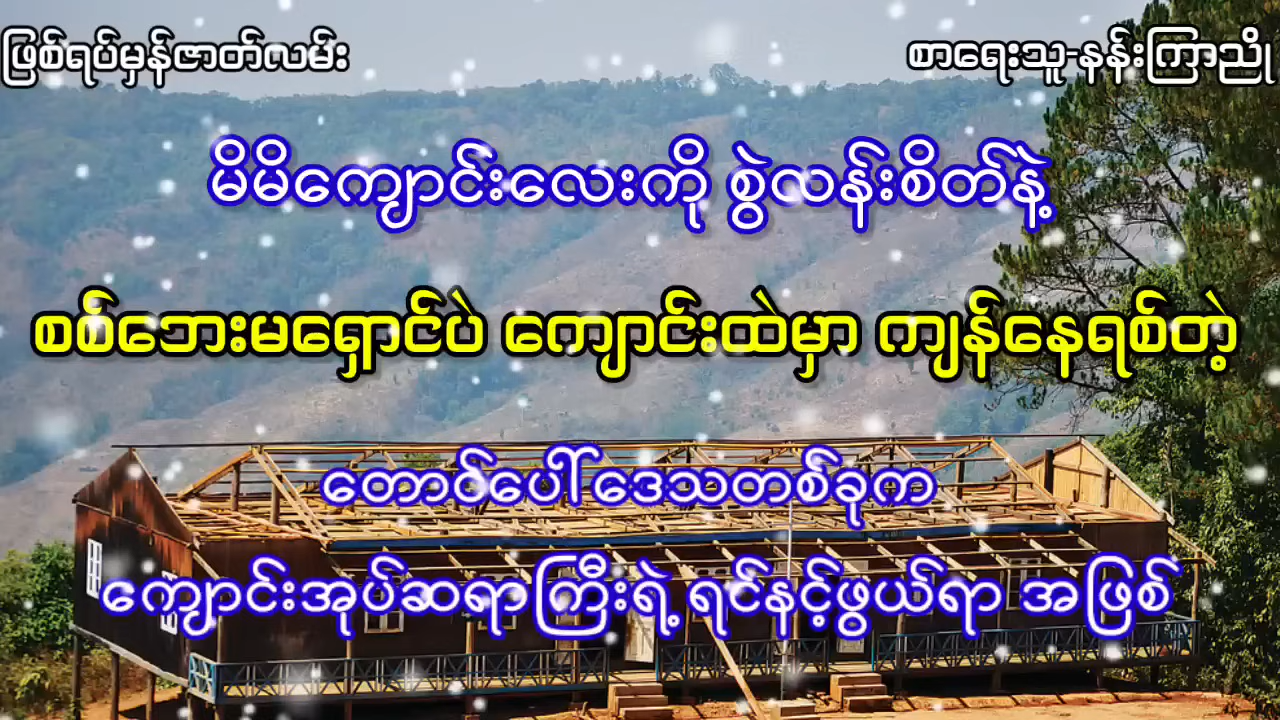 ဖြစ်ရပ်မှန်ဇာတ်လမ်း
စာရေးသူ-နန်းကြာညို
မိမိကျောင်းလေးကို စွဲလန်းစိတ်နဲ့
စစ်ဘေးမရှောင်ပဲ ကျောင်းထဲမှာ ကျန်နေရစ်တဲ့
တောင်ပေါ်ဒေသတစ်ခုက
ကျောင်းအုပ်ဆရာကြီးရဲ့ ရင်နင့်ဖွယ်ရာ အဖြစ်